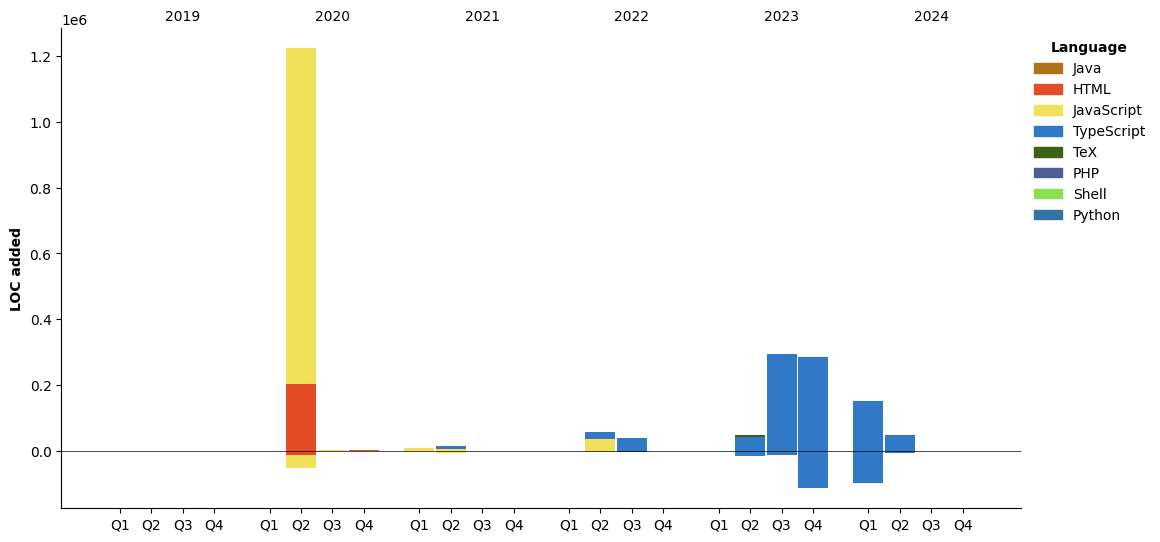 1e6
2019 2020 2021 2022 2023 2024
LOC added
1.2
1.0
0.8
0.6
0.4
0.2
0.0
Q1 Q2 Q3 Q4 Q1 Q2 Q3 Q4 Q1 Q2 Q3 Q4 Q1 Q2 Q3 Q4 Q1 Q2 Q3 Q4 Q1 Q2 Q3 Q4
Language
Java
HTML
JavaScript
TypeScript
TeX
PHP
Shell
Python